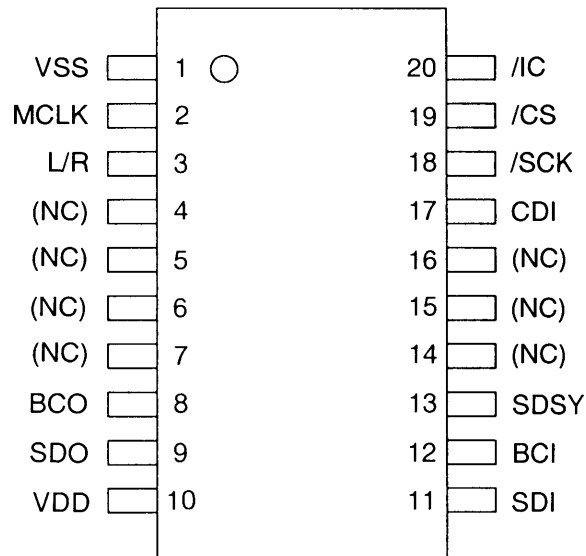 VSS 1 20 /IC
MCLK 2 19 /CS
L/R 3 18 /SCK
(NC) 4 17 CDI
(NC) 5 16 (NC)
(NC) 6 15 (NC)
(NC) 7 14 (NC)
BCO 8 13 SDSY
SDO 9 12 BCI
VDD 10 11 SDI